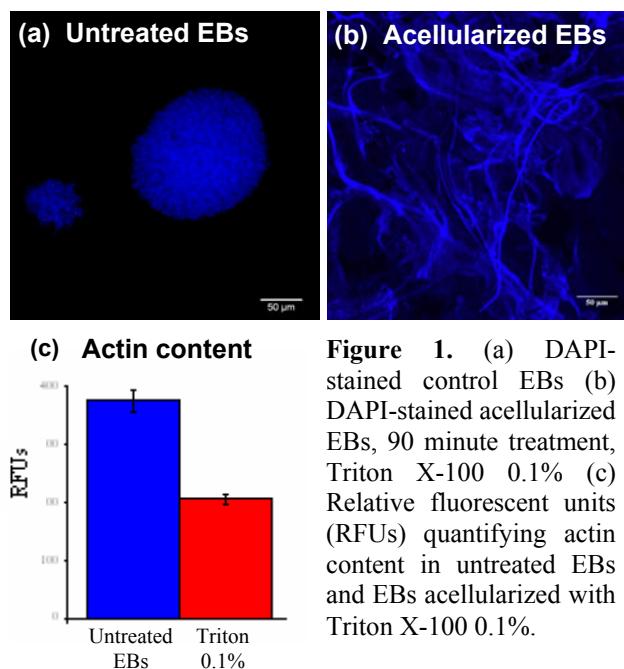 (a) Untreated EBs
50 µm
(b) Acellularized EBs
50 µm
(c) Actin content
RFUs
400
00
00
100
0
Untreated
EBs
Triton
0.1%
Figure 1. (a) DAPI-
stained control EBs (b)
DAPI-stained acellularized
EBs, 90 minute treatment,
Triton X-100 0.1% (c)
Relative fluorescent units
(RFUs) quantifying actin
content in untreated EBs
and EBs acellularized with
Triton X-100 0.1%.